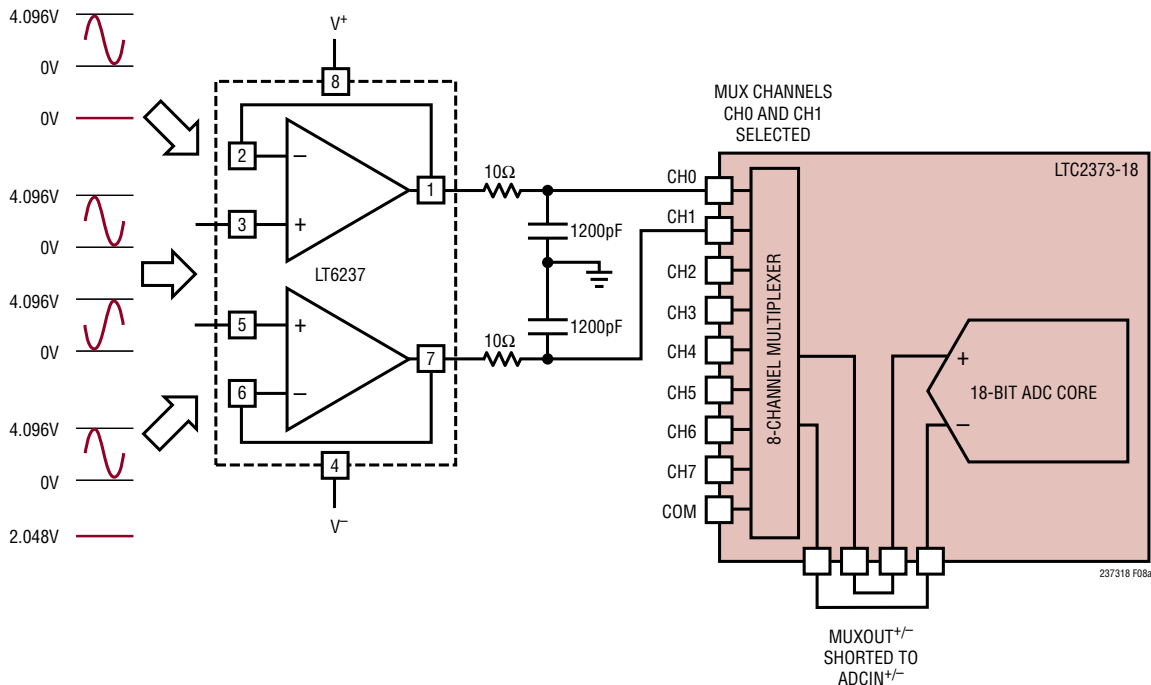 4.096V
0V
0V
4.096V
0V
4.096V
0V
4.096V
0V
2.048V
V+
8
2
–
1
3
+
LT6237
5
+
7
6
–
4
V–
10Ω
1200pF
1200pF
10Ω
MUX CHANNELS
CH0 AND CH1
SELECTED
LTC2373-18
CH0
CH1
CH2
CH3
CH4
CH5
CH6
CH7
COM
8-CHANNEL MULTIPLEXER
+
18-BIT ADC CORE
–
237318 F08a
MUXOUT+/–
SHORTED TO
ADCIN+/–